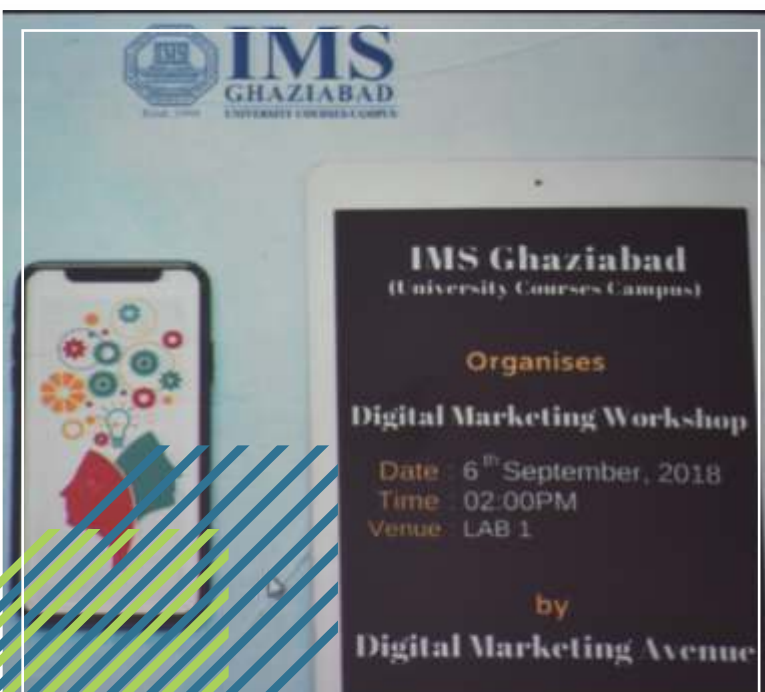 IMS
IMS
GHAZIABAD
UNIVERSITY COURSES CAMPUS
IMS Ghaziabad
(University Courses Campus)
Organises
Digital Marketing Workshop
Date : 6th September, 2018
Time : 02:00PM
Venue : LAB 1
by
Digital Marketing Avenue